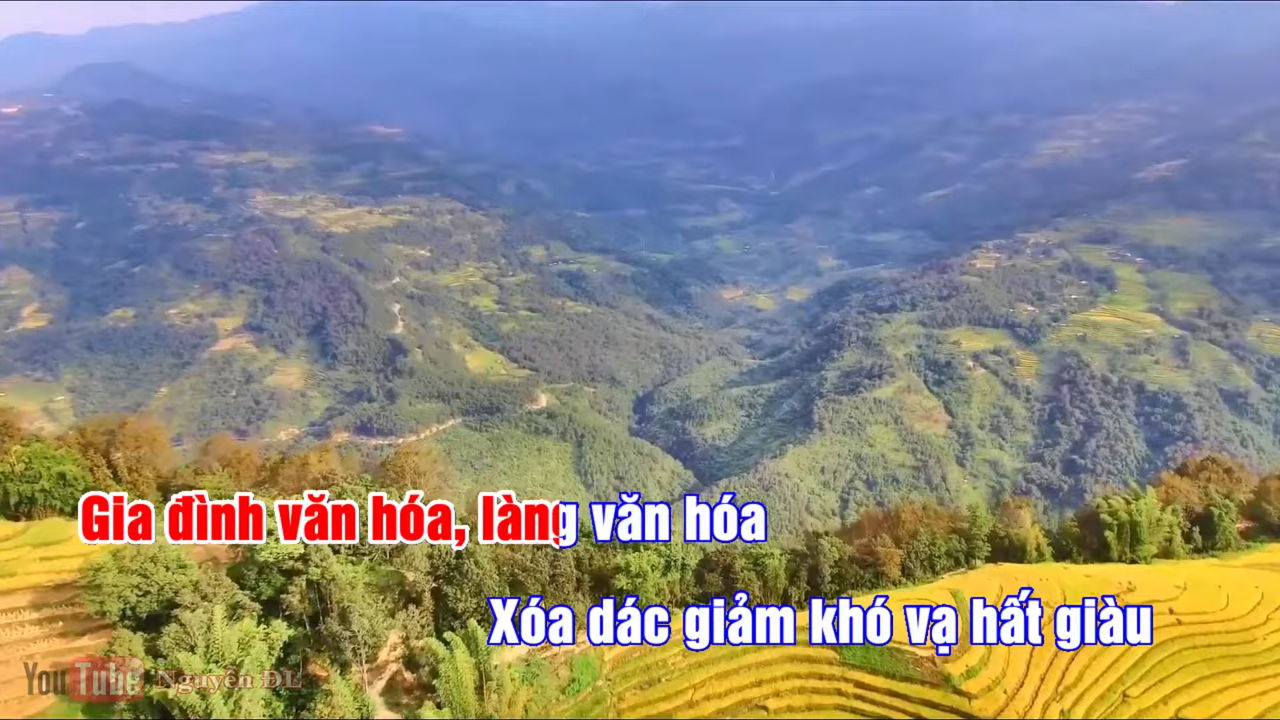 Gia đình văn hóa, làng văn hóa
Xóa dác giảm khó vạ hất giàu
YouTube Nguyễn ĐL